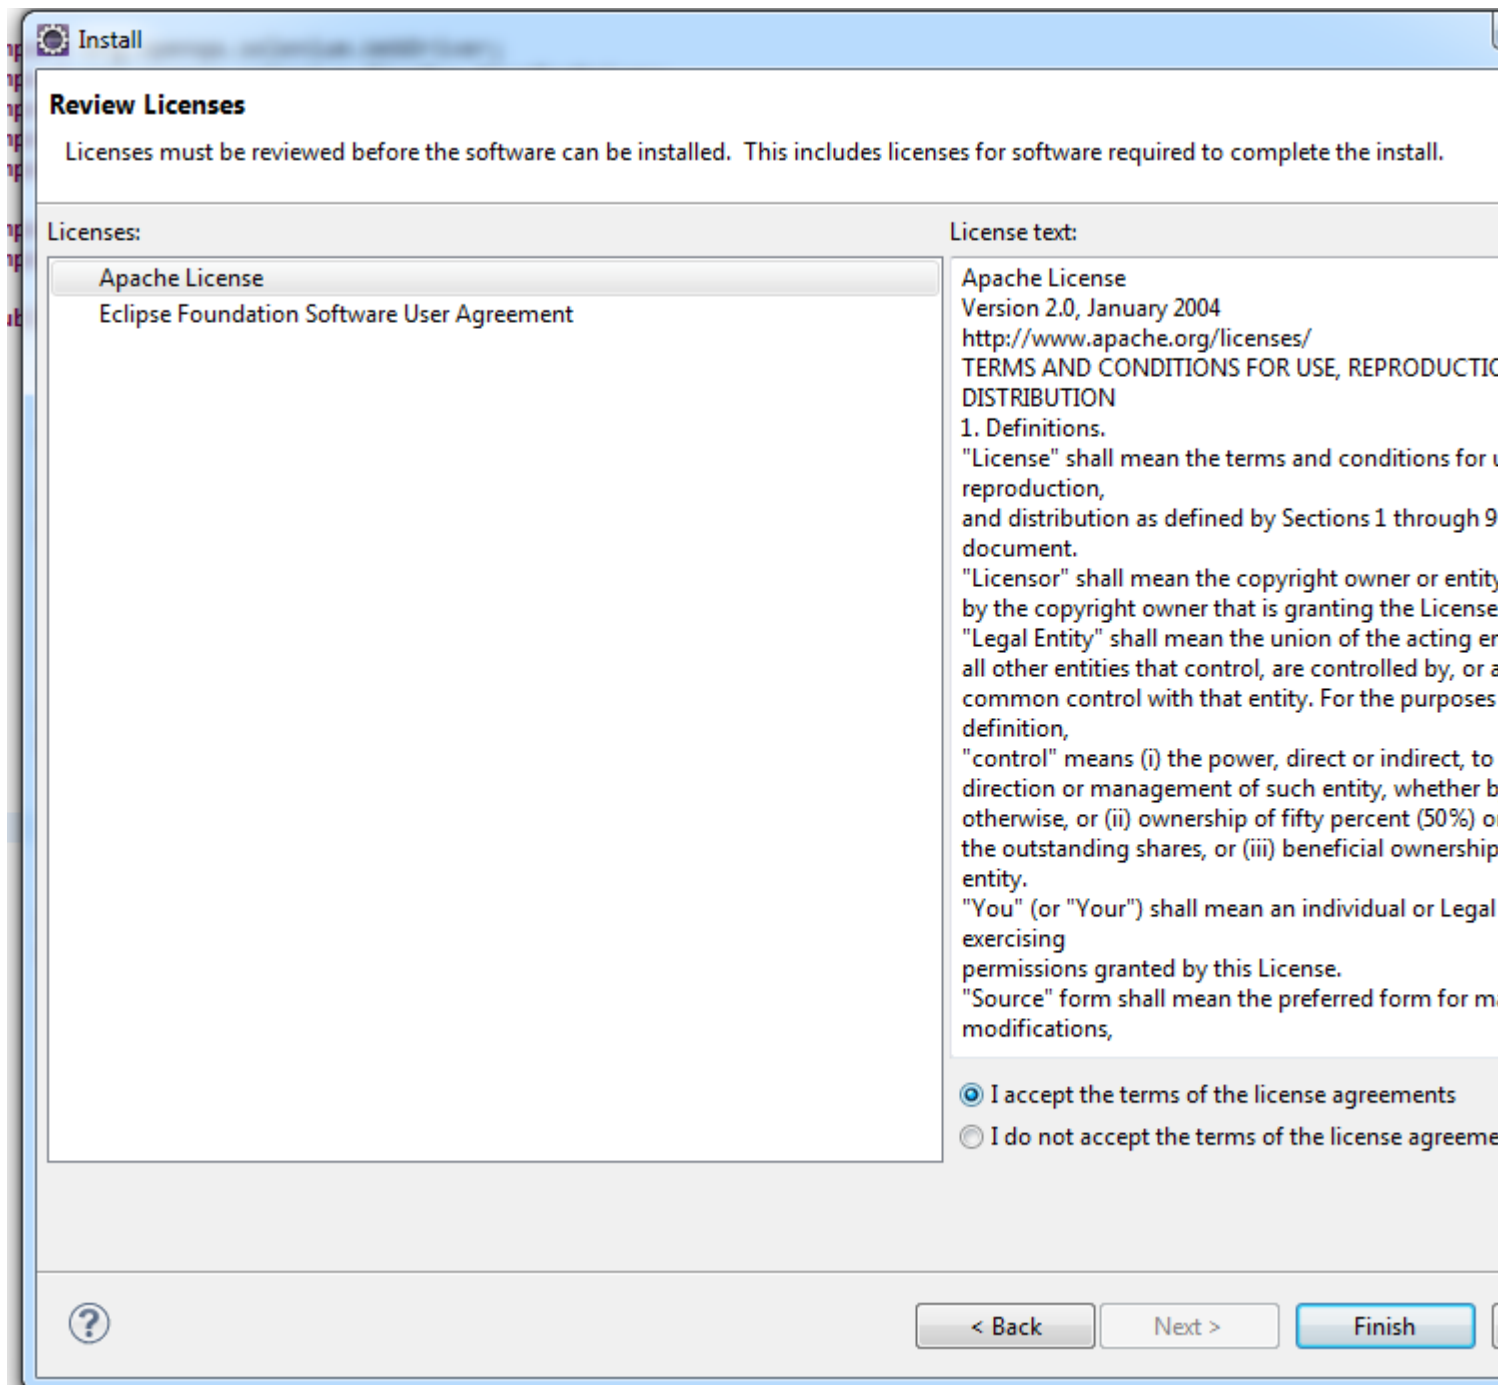 Install
Review Licenses
Licenses must be reviewed before the software can be installed.  This includes licenses for software required to complete the install.
Licenses:
Apache License
Eclipse Foundation Software User Agreement
License text:
Apache License
Version 2.0, January 2004
http://www.apache.org/licenses/
TERMS AND CONDITIONS FOR USE,
DISTRIBUTION
1. Definitions.
"License" shall mean the terms and conditions for
reproduction,
and distribution as defined by Sections 1 through 9
document.
"Licensor" shall mean the copyright owner or entity
by the copyright owner that is granting the License
"Legal Entity" shall mean the union of the acting
all other entities that control, are controlled by, or
common control with that entity. For the purposes
definition,
"control" means (i) the power, direct or indirect, to
direction or management of such entity, whether
otherwise, or (ii) ownership of fifty percent (50%)
the outstanding shares, or (iii) beneficial ownership
entity.
"You" (or "Your") shall mean an individual or Legal
exercising
permissions granted by this License.
"Source" form shall mean the preferred form for
modifications,
I accept the terms of the license agreements
I do not accept the terms of the license
< Back
Next >
Finish